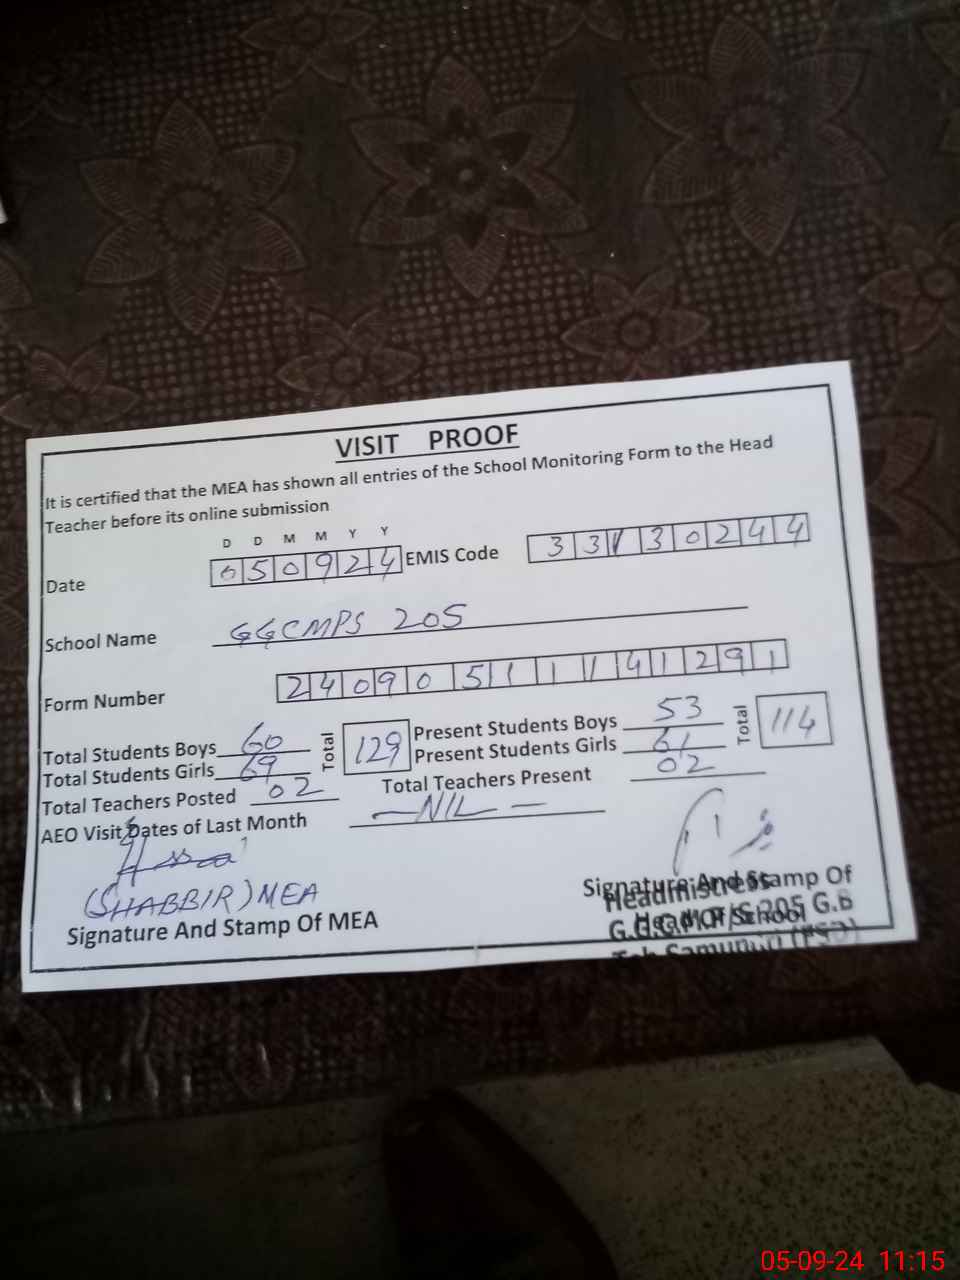 VISIT PROOF
It is certified that the MEA has shown all entries of the School Monitoring Form to the Head
Teacher before its online submission
D D M M Y Y
Date 050924 EMIS Code 33130244
School Name GGCMPS 205
Form Number 24090511141291
Total Students Boys 60 Total 129 Present Students Boys 53 Total 114
Total Students Girls 69 Present Students Girls 61
Total Teachers Posted 02 Total Teachers Present 02
AEO Visit Dates of Last Month —NIL—
(SHABBIR) MEA
Signature And Stamp Of MEA
Signature And Stamp Of
Headmistress
Head Of School
G.G.C.M.P/S 205 G.B
05-09-24 11:15